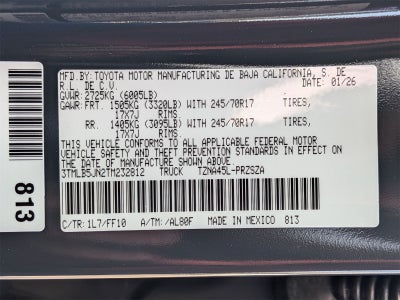 MFD.BY:TOYOTA MOTOR MANUFACTURING DE BAJA CALIFORNIA, S. DE
R.L. DE C.V. DATE: 01/26
GVWR: 2725KG (6005LB)
GAWR: FRT. 1505KG (3320LB) WITH 245/70R17 TIRES,
17X7J RIMS
RR. 1405KG (3095LB) WITH 245/70R17 TIRES,
17X7J RIMS
THIS VEHICLE CONFORMS TO ALL APPLICABLE FEDERAL MOTOR
VEHICLE SAFETY AND THEFT PREVENTION STANDARDS IN EFFECT ON
THE DATE OF MANUFACTURE SHOWN ABOVE.
3TMLB5JN2TM232812 TRUCK TZNA45L-PRZSZA
C/TR: 1L7/FF10 A/TM: /AL80F MADE IN MEXICO 813
813